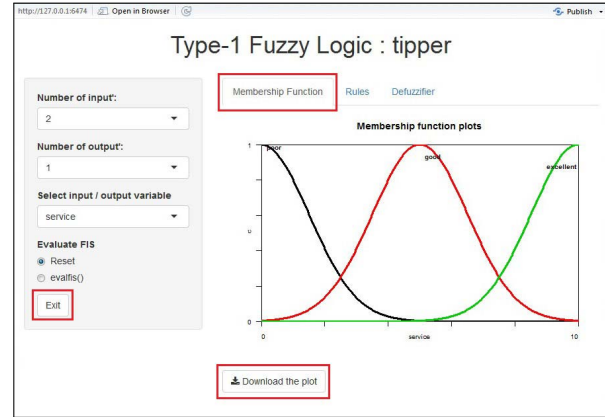 http://127.0.0.1:6474 Open in Browser Publish
Type-1 Fuzzy Logic : tipper
Number of input':
2
Number of output':
1
Select input / output variable
service
Evaluate FIS
Reset
evalfis()
Exit
Membership Function Rules Defuzzifier
Membership function plots
1
poor
good
excellent
c
0
0
service
10
Download the plot